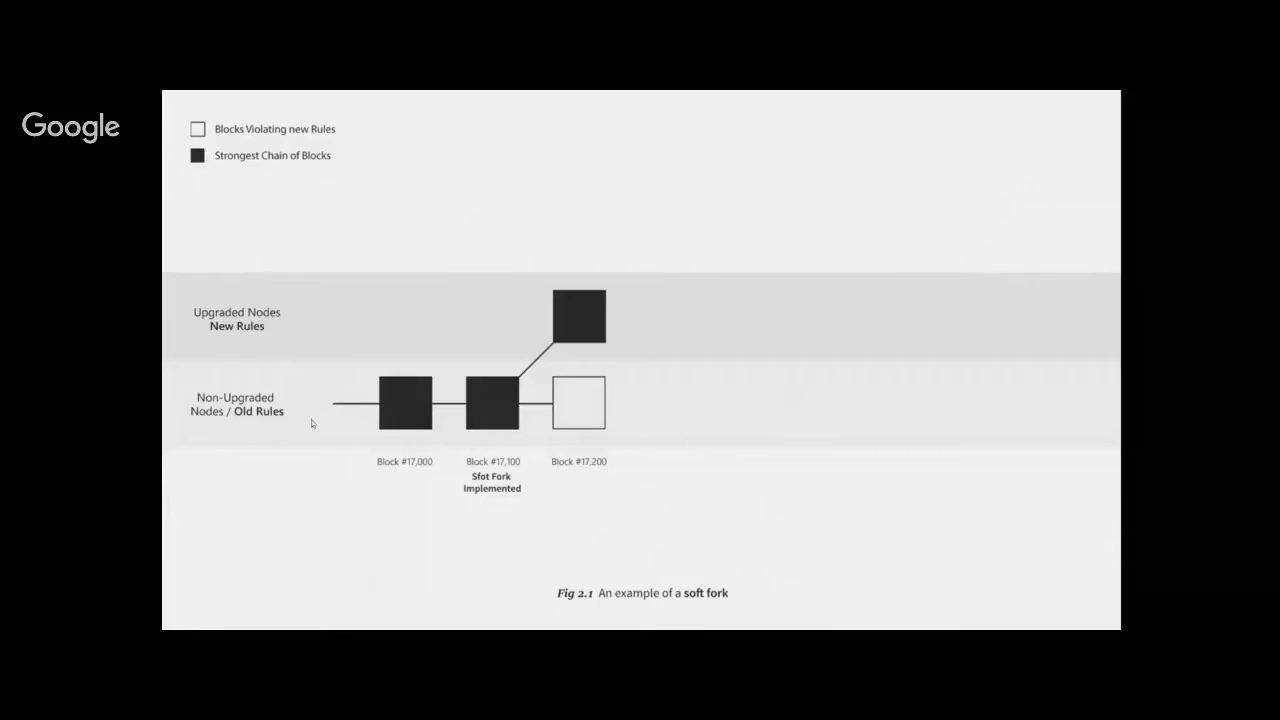 Google
Blocks Violating new Rules
Strongest Chain of Blocks
Upgraded Nodes
New Rules
Non-Upgraded
Nodes / Old Rules
Block #17,000
Block #17,100
Block #17,200
Sfot Fork
Implemented
Fig 2.1 An example of a soft fork